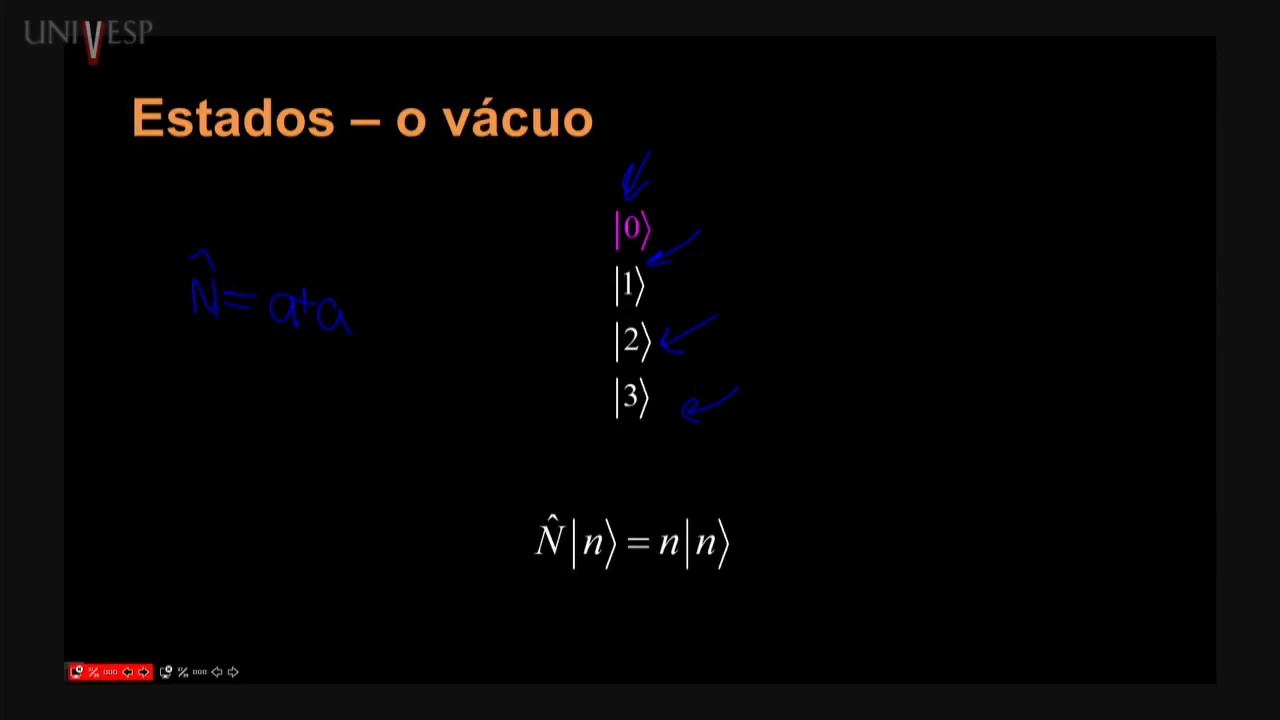 UNIVESP
Estados – o vácuo
|0⟩
|1⟩
N̂ = a+a
|2⟩
|3⟩
N̂|n⟩ = n|n⟩